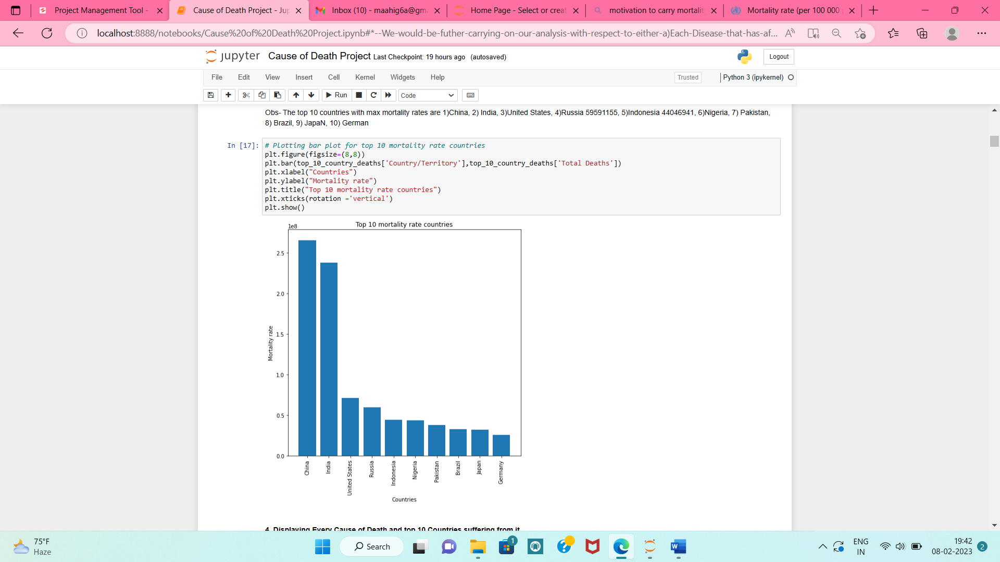 Project Management Tool -
Cause of Death Project - Jup
Inbox (10) - maahig6a@gm
Home Page - Select or creat
motivation to carry mortalit
Mortality rate (per 100 000
localhost:8888/notebooks/Cause%20of%20Death%20Project.ipynb#*--We-would-be-futher-carrying-on-our-analysis-with-respect-to-either-a)Each-Disease-that-has-af...
jupyter Cause of Death Project Last Checkpoint: 19 hours ago (autosaved)
Logout
File Edit View Insert Cell Kernel Widgets Help
Trusted
Python 3 (ipykernel)
Run
Code
Obs- The top 10 countries with max mortality rates are 1)China, 2) India, 3)United States, 4)Russia 59591155, 5)Indonesia 44046941, 6)Nigeria, 7) Pakistan,
8) Brazil, 9) JapaN, 10) German
In [17]:
# Plotting bar plot for top 10 mortality rate countries
plt.figure(figsize=(8,8))
plt.bar(top_10_country_deaths['Country/Territory'],top_10_country_deaths['Total Deaths'])
plt.xlabel("Countries")
plt.ylabel("Mortality rate")
plt.title("Top 10 mortality rate countries")
plt.xticks(rotation ='vertical')
plt.show()
Top 10 mortality rate countries
1e8
2.5
2.0
1.5
1.0
0.5
0.0
Mortality rate
China
India
United States
Russia
Indonesia
Nigeria
Pakistan
Brazil
Japan
Germany
Countries
4. Displaying Every Cause of Death and top 10 Countries suffering from it
75°F
Haze
Search
1
ENG
IN
19:42
08-02-2023
2